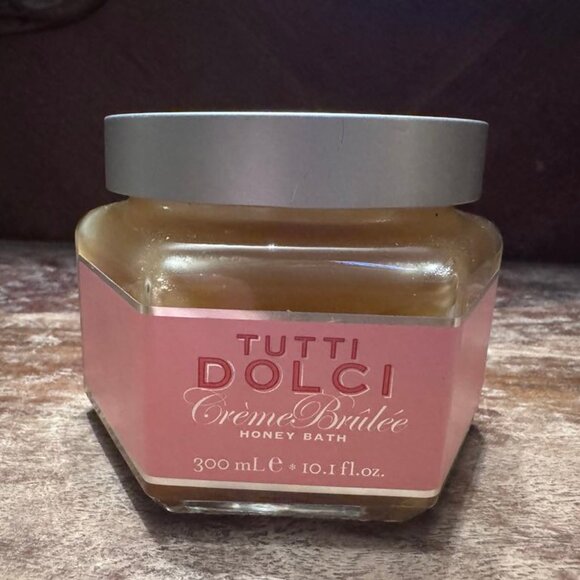 TUTTI
DOLCI
Crème Brûlée
HONEY BATH
300 mL e * 10.1 fl.oz.